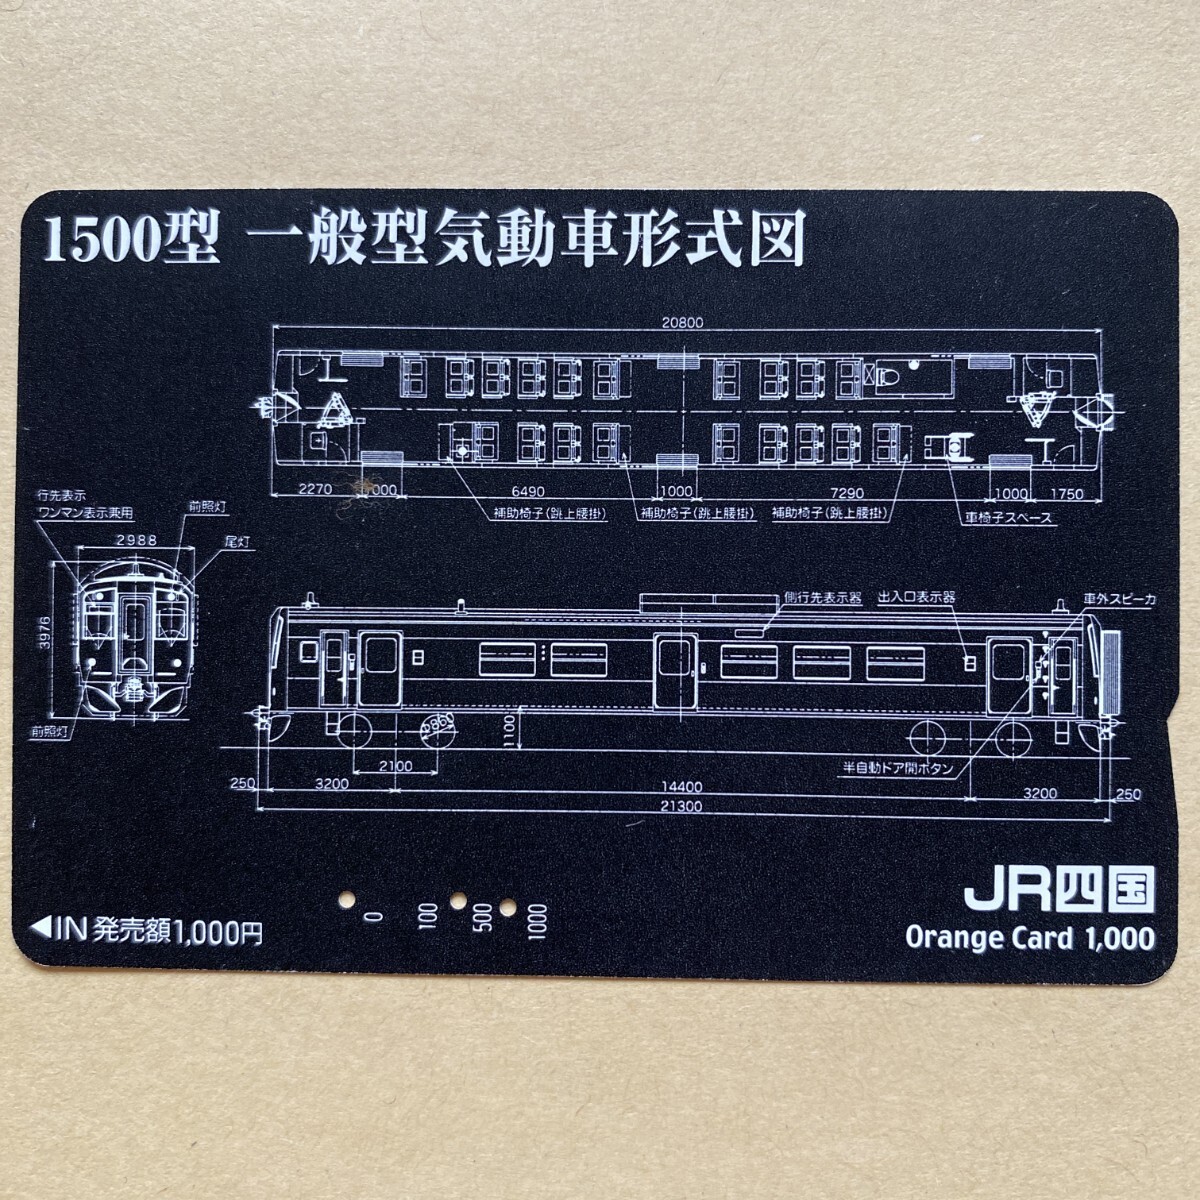 1500型 一般型気動車形式図
20800
2270 1000 6490 1000 7290 1000 1750
補助椅子(跳上腰掛) 補助椅子(跳上腰掛) 補助椅子(跳上腰掛) 車椅子スペース
行先表示
ワンマン表示兼用
前照灯
尾灯
2988
3976
前照灯
側行先表示器 出入口表示器 車外スピーカ
φ860
1100
半自動ドア開ボタン
2100
250 3200 14400 3200 250
21300
JR四国
Orange Card 1,000
◀IN 発売額1,000円
0 100 500 1000